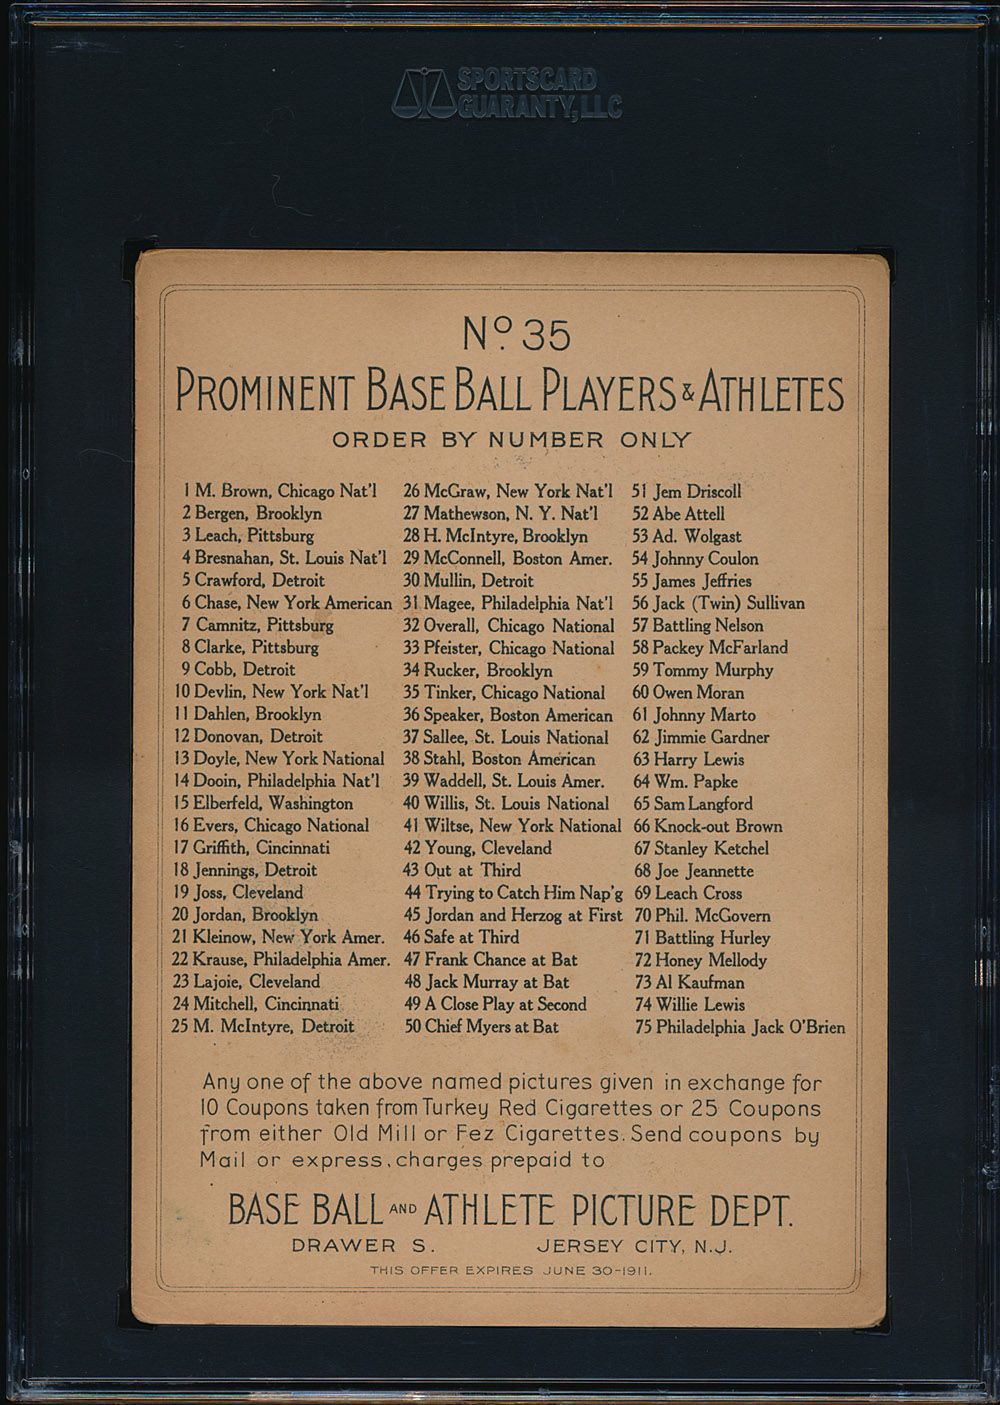 SPORTSCARD
GUARANTY, LLC
Nº 35
PROMINENT BASE BALL PLAYERS & ATHLETES
ORDER BY NUMBER ONLY
1 M. Brown, Chicago Nat'l
2 Bergen, Brooklyn
3 Leach, Pittsburg
4 Bresnahan, St. Louis Nat'l
5 Crawford, Detroit
6 Chase, New York American
7 Camnitz, Pittsburg
8 Clarke, Pittsburg
9 Cobb, Detroit
10 Devlin, New York Nat'l
11 Dahlen, Brooklyn
12 Donovan, Detroit
13 Doyle, New York National
14 Dooin, Philadelphia Nat'l
15 Elberfeld, Washington
16 Evers, Chicago National
17 Griffith, Cincinnati
18 Jennings, Detroit
19 Joss, Cleveland
20 Jordan, Brooklyn
21 Kleinow, New York Amer.
22 Krause, Philadelphia Amer.
23 Lajoie, Cleveland
24 Mitchell, Cincinnati
25 M. McIntyre, Detroit
26 McGraw, New York Nat'l
27 Mathewson, N. Y. Nat'l
28 H. McIntyre, Brooklyn
29 McConnell, Boston Amer.
30 Mullin, Detroit
31 Magee, Philadelphia Nat'l
32 Overall, Chicago National
33 Pfeister, Chicago National
34 Rucker, Brooklyn
35 Tinker, Chicago National
36 Speaker, Boston American
37 Sallee, St. Louis National
38 Stahl, Boston American
39 Waddell, St. Louis Amer.
40 Willis, St. Louis National
41 Wiltse, New York National
42 Young, Cleveland
43 Out at Third
44 Trying to Catch Him Nap'g
45 Jordan and Herzog at First
46 Safe at Third
47 Frank Chance at Bat
48 Jack Murray at Bat
49 A Close Play at Second
50 Chief Myers at Bat
51 Jem Driscoll
52 Abe Attell
53 Ad. Wolgast
54 Johnny Coulon
55 James Jeffries
56 Jack (Twin) Sullivan
57 Battling Nelson
58 Packey McFarland
59 Tommy Murphy
60 Owen Moran
61 Johnny Marto
62 Jimmie Gardner
63 Harry Lewis
64 Wm. Papke
65 Sam Langford
66 Knock-out Brown
67 Stanley Ketchel
68 Joe Jeannette
69 Leach Cross
70 Phil. McGovern
71 Battling Hurley
72 Honey Mellody
73 Al Kaufman
74 Willie Lewis
75 Philadelphia Jack O'Brien
Any one of the above named pictures given in exchange for
10 Coupons taken from Turkey Red Cigarettes or 25 Coupons
from either Old Mill or Fez Cigarettes. Send coupons by
Mail or express, charges prepaid to
BASE BALL AND ATHLETE PICTURE DEPT.
DRAWER S. JERSEY CITY, N.J.
THIS OFFER EXPIRES JUNE 30-1911.